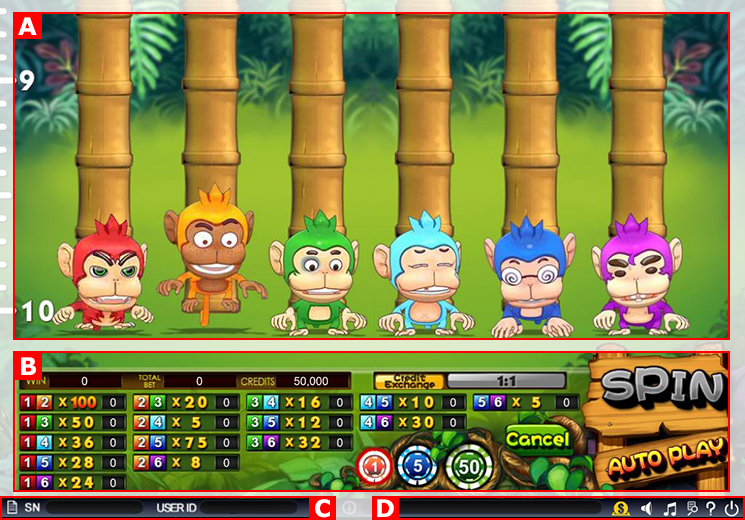 A
9
10
B
WIN 0 TOTAL BET 0 CREDITS 50,000 Credit Exchange 1:1
1 2 X 100 0 2 3 X 20 0 3 4 X 16 0 4 5 X 10 0 5 6 X 5 0
1 3 X 50 0 2 4 X 5 0 3 5 X 12 0 4 6 X 30 0
1 4 X 36 0 2 5 X 75 0 3 6 X 32 0
1 5 X 28 0 2 6 X 8 0
1 6 X 24 0
1 5 50
Cancel
SPIN
AUTO PLAY
SN USER ID C D